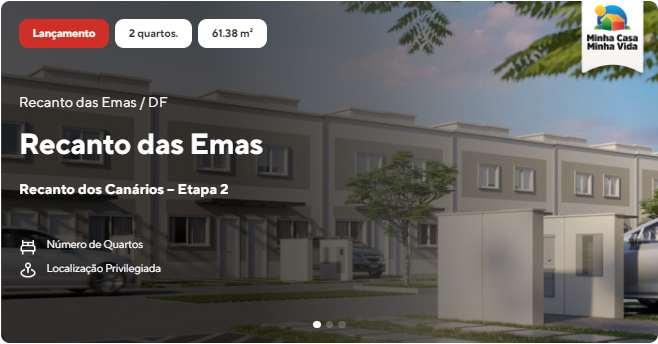 Lançamento
2 quartos.
61.38 m²
Minha Casa
Minha Vida
Recanto das Emas / DF
Recanto das Emas
Recanto dos Canários – Etapa 2
Número de Quartos
Localização Privilegiada